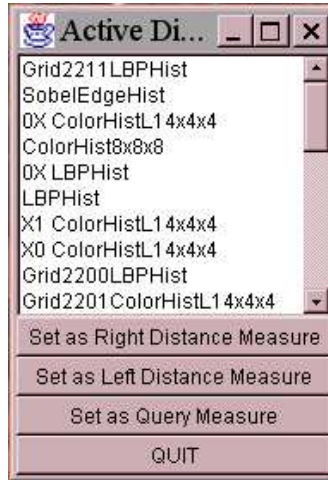 Active Di...
Grid2211LBPHist
SobelEdgeHist
0X ColorHistL14x4x4
ColorHist8x8x8
0X LBPHist
LBPHist
X1 ColorHistL14x4x4
X0 ColorHistL14x4x4
Grid2200LBPHist
Grid2201ColorHistL14x4x4
Set as Right Distance Measure
Set as Left Distance Measure
Set as Query Measure
QUIT